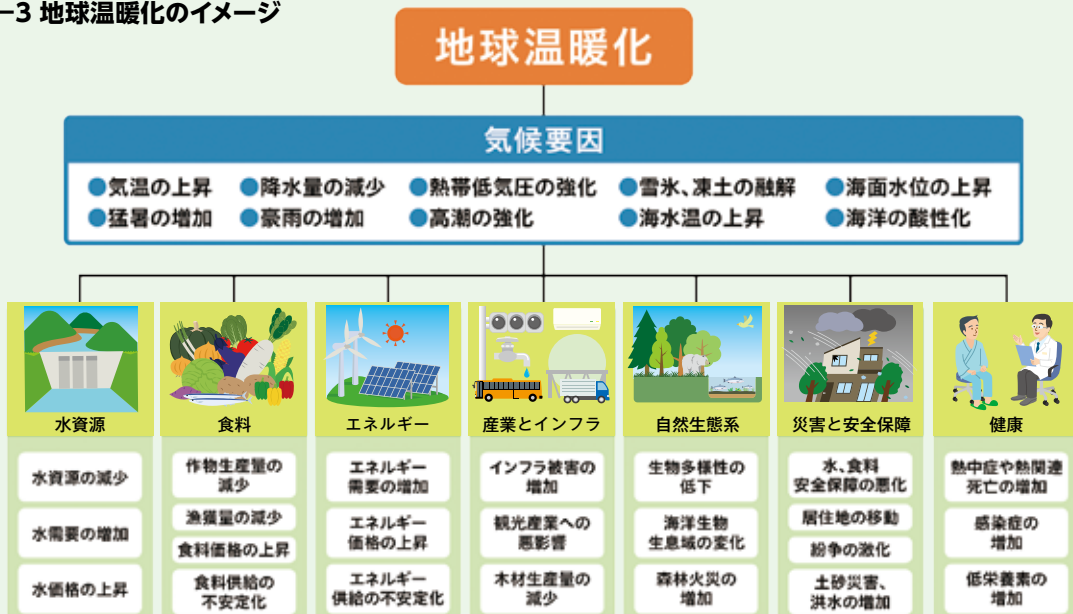 -3 地球温暖化のイメージ
地球温暖化
気候要因
●気温の上昇 ●降水量の減少 ●熱帯低気圧の強化 ●雪氷、凍土の融解 ●海面水位の上昇
●猛暑の増加 ●豪雨の増加 ●高潮の強化 ●海水温の上昇 ●海洋の酸性化
水資源
水資源の減少
水需要の増加
水価格の上昇
食料
作物生産量の
減少
漁獲量の減少
食料価格の上昇
食料供給の
不安定化
エネルギー
エネルギー
需要の増加
エネルギー
価格の上昇
エネルギー
供給の不安定化
産業とインフラ
インフラ被害の
増加
観光産業への
悪影響
木材生産量の
減少
自然生態系
生物多様性の
低下
海洋生物
生息域の変化
森林火災の
増加
災害と安全保障
水、食料
安全保障の悪化
居住地の移動
紛争の激化
土砂災害、
洪水の増加
健康
熱中症や熱関連
死亡の増加
感染症の
増加
低栄養素の
増加